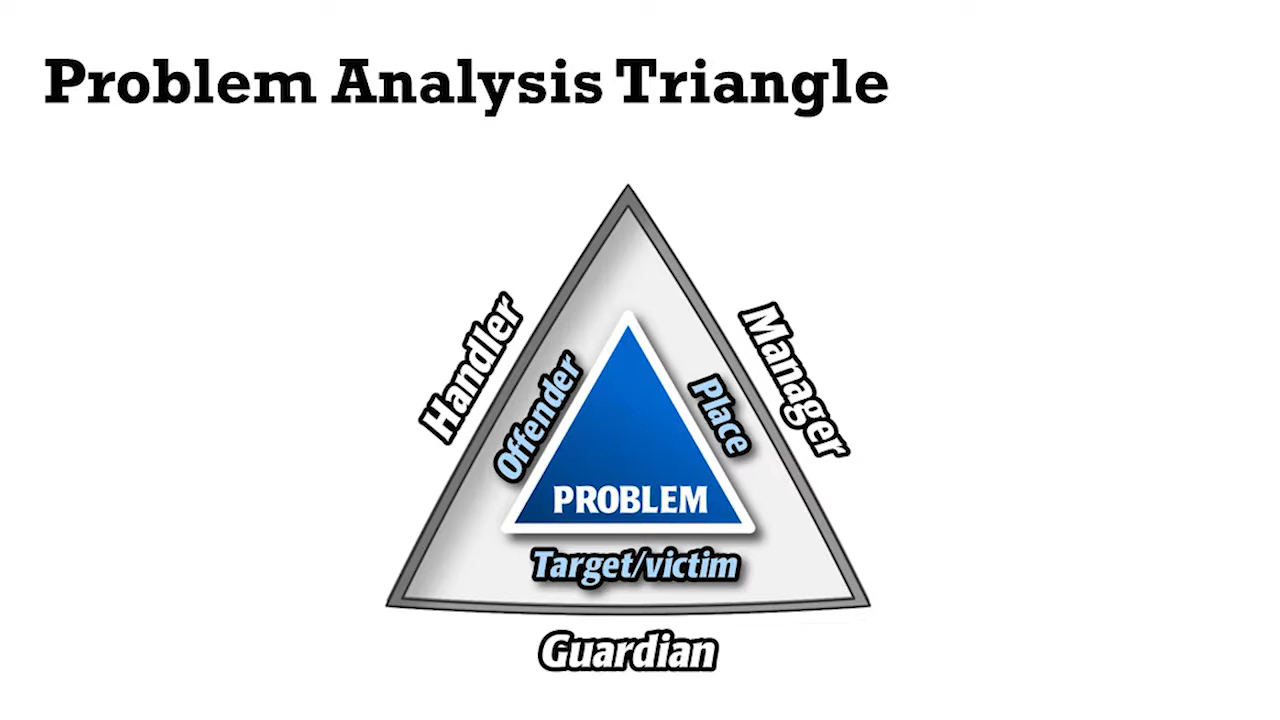 Problem Analysis Triangle
Handler
Manager
Offender
Place
PROBLEM
Target/victim
Guardian